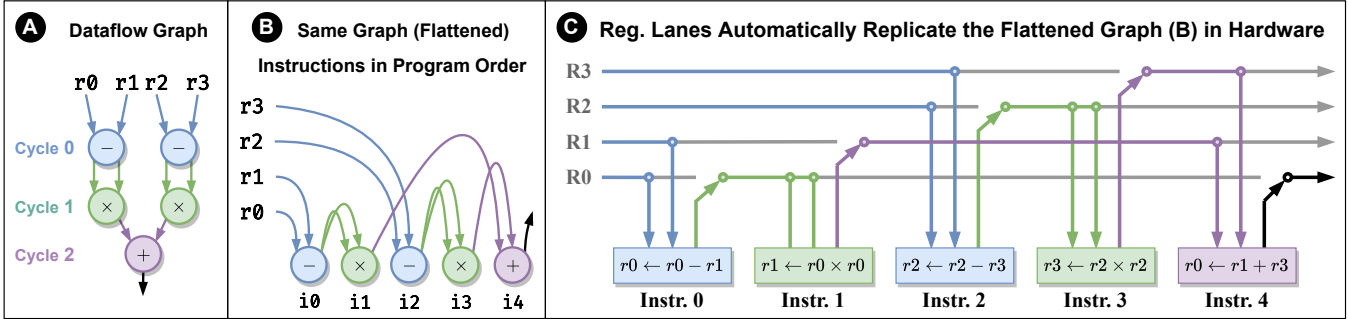 A Dataflow Graph
r0 r1 r2 r3
Cycle 0 − −
Cycle 1 × ×
Cycle 2 +
B Same Graph (Flattened)
Instructions in Program Order
r3
r2
r1
r0
− × − × +
i0 i1 i2 i3 i4
C Reg. Lanes Automatically Replicate the Flattened Graph (B) in Hardware
R3
R2
R1
R0
r0 ← r0 − r1 r1 ← r0 × r0 r2 ← r2 − r3 r3 ← r2 × r2 r0 ← r1 + r3
Instr. 0 Instr. 1 Instr. 2 Instr. 3 Instr. 4